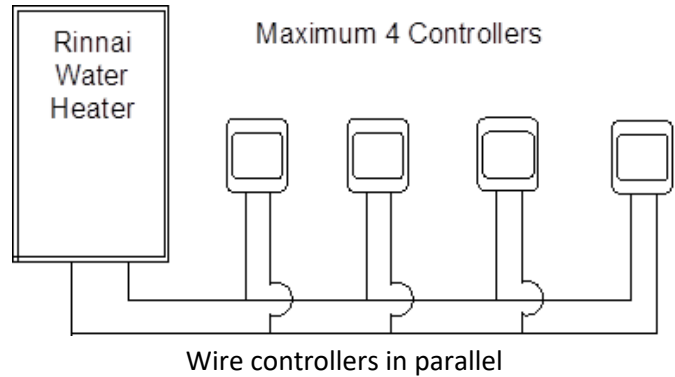 Rinnai
Water
Heater
Maximum 4 Controllers
Wire controllers in parallel